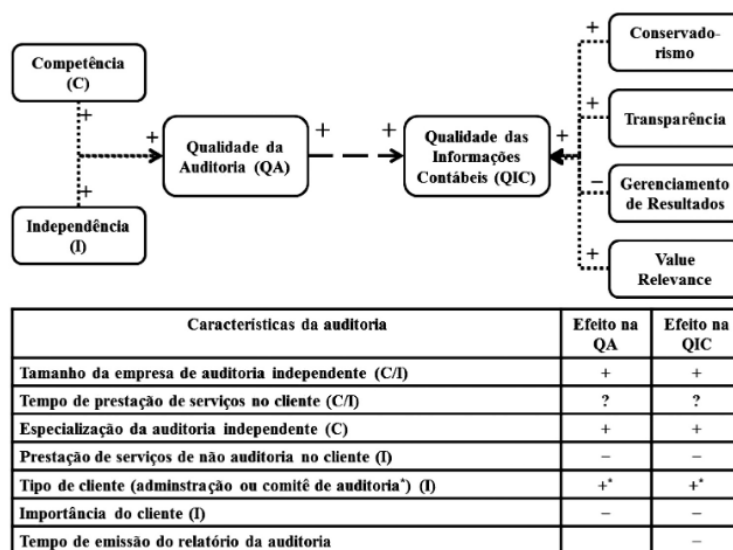 Competência
(C)
+
+
Independência
(I)
+
Qualidade da
Auditoria (QA)
+
+
Qualidade das
Informações
Contábeis (QIC)
+
+
Conservado-
rismo
+
Transparência
–
Gerenciamento
de Resultados
+
Value
Relevance
Características da auditoria Efeito na QA Efeito na QIC
Tamanho da empresa de auditoria independente (C/I) + +
Tempo de prestação de serviços no cliente (C/I) ? ?
Especialização da auditoria independente (C) + +
Prestação de serviços de não auditoria no cliente (I) – –
Tipo de cliente (adminstração ou comitê de auditoria*) (I) +* +*
Importância do cliente (I) – –
Tempo de emissão do relatório da auditoria –